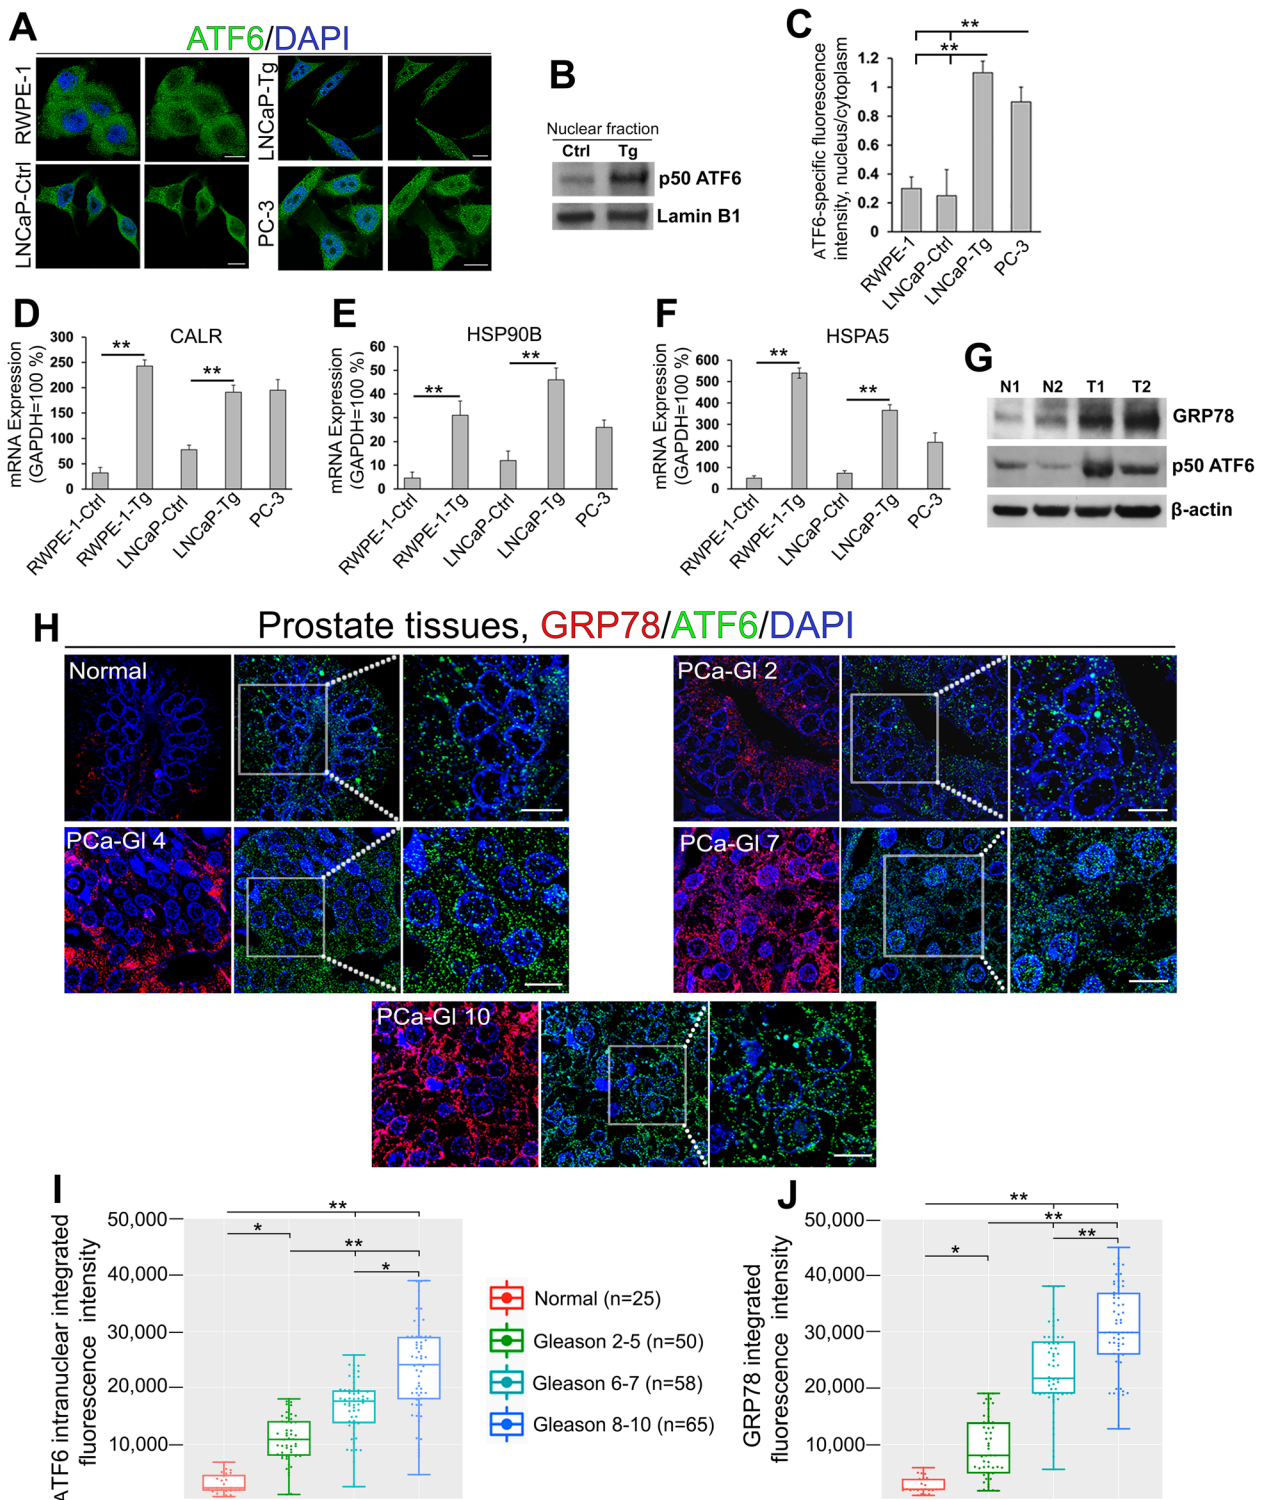 A
ATF6/DAPI
RWPE-1
LNCaP-Tg
LNCaP-Ctrl
PC-3
B
Nuclear fraction
Ctrl Tg
p50 ATF6
Lamin B1
C
ATF6-specific fluorescence
intensity, nucleus/cytoplasm
**
**
1.2
1
0.8
0.6
0.4
0.2
0
RWPE-1
LNCaP-Ctrl
LNCaP-Tg
PC-3
D
CALR
mRNA Expression
(GAPDH=100 %)
300
250
200
150
100
50
0
**
**
RWPE-1-Ctrl
RWPE-1-Tg
LNCaP-Ctrl
LNCaP-Tg
PC-3
E
HSP90B
mRNA Expression
(GAPDH=100 %)
60
50
40
30
20
10
0
**
**
RWPE-1-Ctrl
RWPE-1-Tg
LNCaP-Ctrl
LNCaP-Tg
PC-3
F
HSPA5
mRNA Expression
(GAPDH=100 %)
600
500
400
300
200
100
0
**
**
RWPE-1-Ctrl
RWPE-1-Tg
LNCaP-Ctrl
LNCaP-Tg
PC-3
G
N1 N2 T1 T2
GRP78
p50 ATF6
β-actin
H
Prostate tissues, GRP78/ATF6/DAPI
Normal
PCa-Gl 2
PCa-Gl 4
PCa-Gl 7
PCa-Gl 10
I
ATF6 intranuclear integrated
fluorescence intensity
50,000
40,000
30,000
20,000
10,000
**
*
**
*
Normal (n=25)
Gleason 2-5 (n=50)
Gleason 6-7 (n=58)
Gleason 8-10 (n=65)
J
GRP78 integrated
fluorescence intensity
50,000
40,000
30,000
20,000
10,000
**
**
**
*